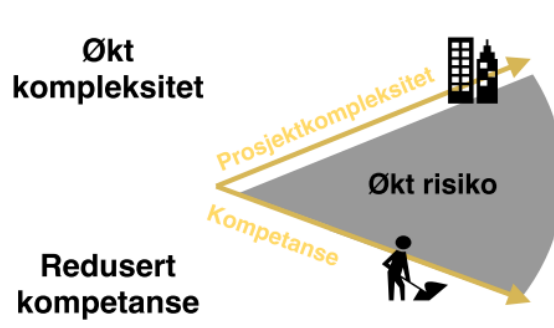 Økt
kompleksitet
Prosjektkompleksitet
Økt risiko
Kompetanse
Redusert
kompetanse